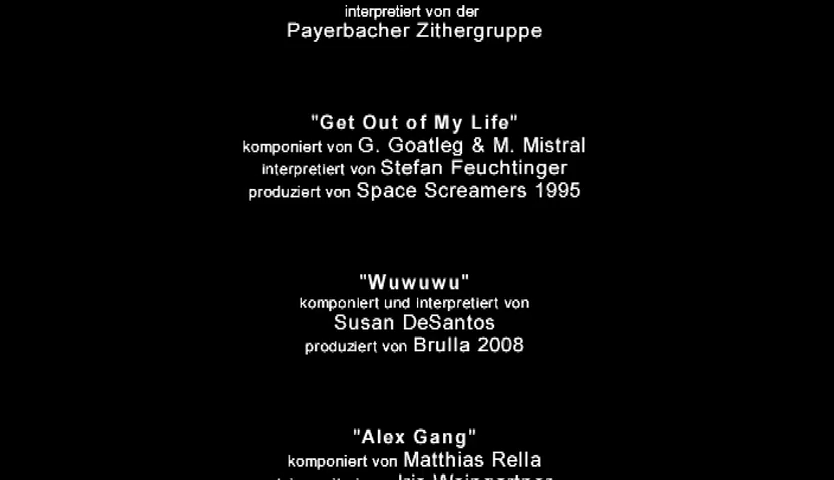 interpretiert von der
Payerbacher Zithergruppe
"Get Out of My Life"
komponiert von G. Goatleg & M. Mistral
interpretiert von Stefan Feuchtinger
produziert von Space Screamers 1995
"Wuwuwu"
komponiert und interpretiert von
Susan DeSantos
produziert von Brulla 2008
"Alex Gang"
komponiert von Matthias Rella